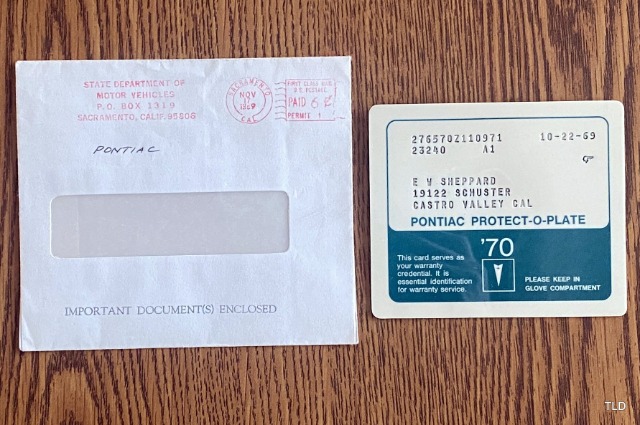 STATE DEPARTMENT OF
MOTOR VEHICLES
P. O. BOX 1319
SACRAMENTO, CALIF. 95806
SACRAMENTO
NOV
1969
CAL
FIRST CLASS MAIL
U.S. POSTAGE
PAID 6 ¢
PERMIT 1
PONTIAC
IMPORTANT DOCUMENT(S) ENCLOSED
276570Z110971 10-22-69
23240 A1
E W SHEPPARD
19122 SCHUSTER
CASTRO VALLEY CAL
PONTIAC PROTECT-O-PLATE
'70
This card serves as
your warranty
credential. It is
essential identification
for warranty service.
PLEASE KEEP IN
GLOVE COMPARTMENT
TLD